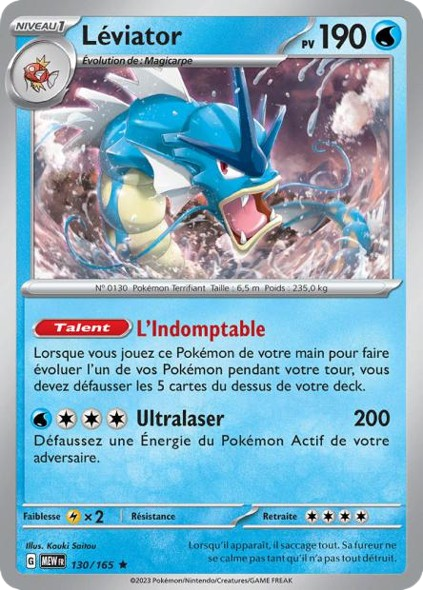 NIVEAU 1
Léviator
PV 190
Évolution de : Magicarpe
N° 0130 Pokémon Terrifiant Taille : 6,5 m Poids : 235,0 kg
Talent L'Indomptable
Lorsque vous jouez ce Pokémon de votre main pour faire
évoluer l'un de vos Pokémon pendant votre tour, vous
devez défausser les 5 cartes du dessus de votre deck.
Ultralaser 200
Défaussez une Énergie du Pokémon Actif de votre
adversaire.
Faiblesse ×2 Résistance Retraite
Illus. Kouki Saitou
G MEW FR 130/165
Lorsqu'il apparaît, il saccage tout. Sa fureur ne
se calme pas tant qu'il n'a pas tout détruit.
©2023 Pokémon/Nintendo/Creatures/GAME FREAK